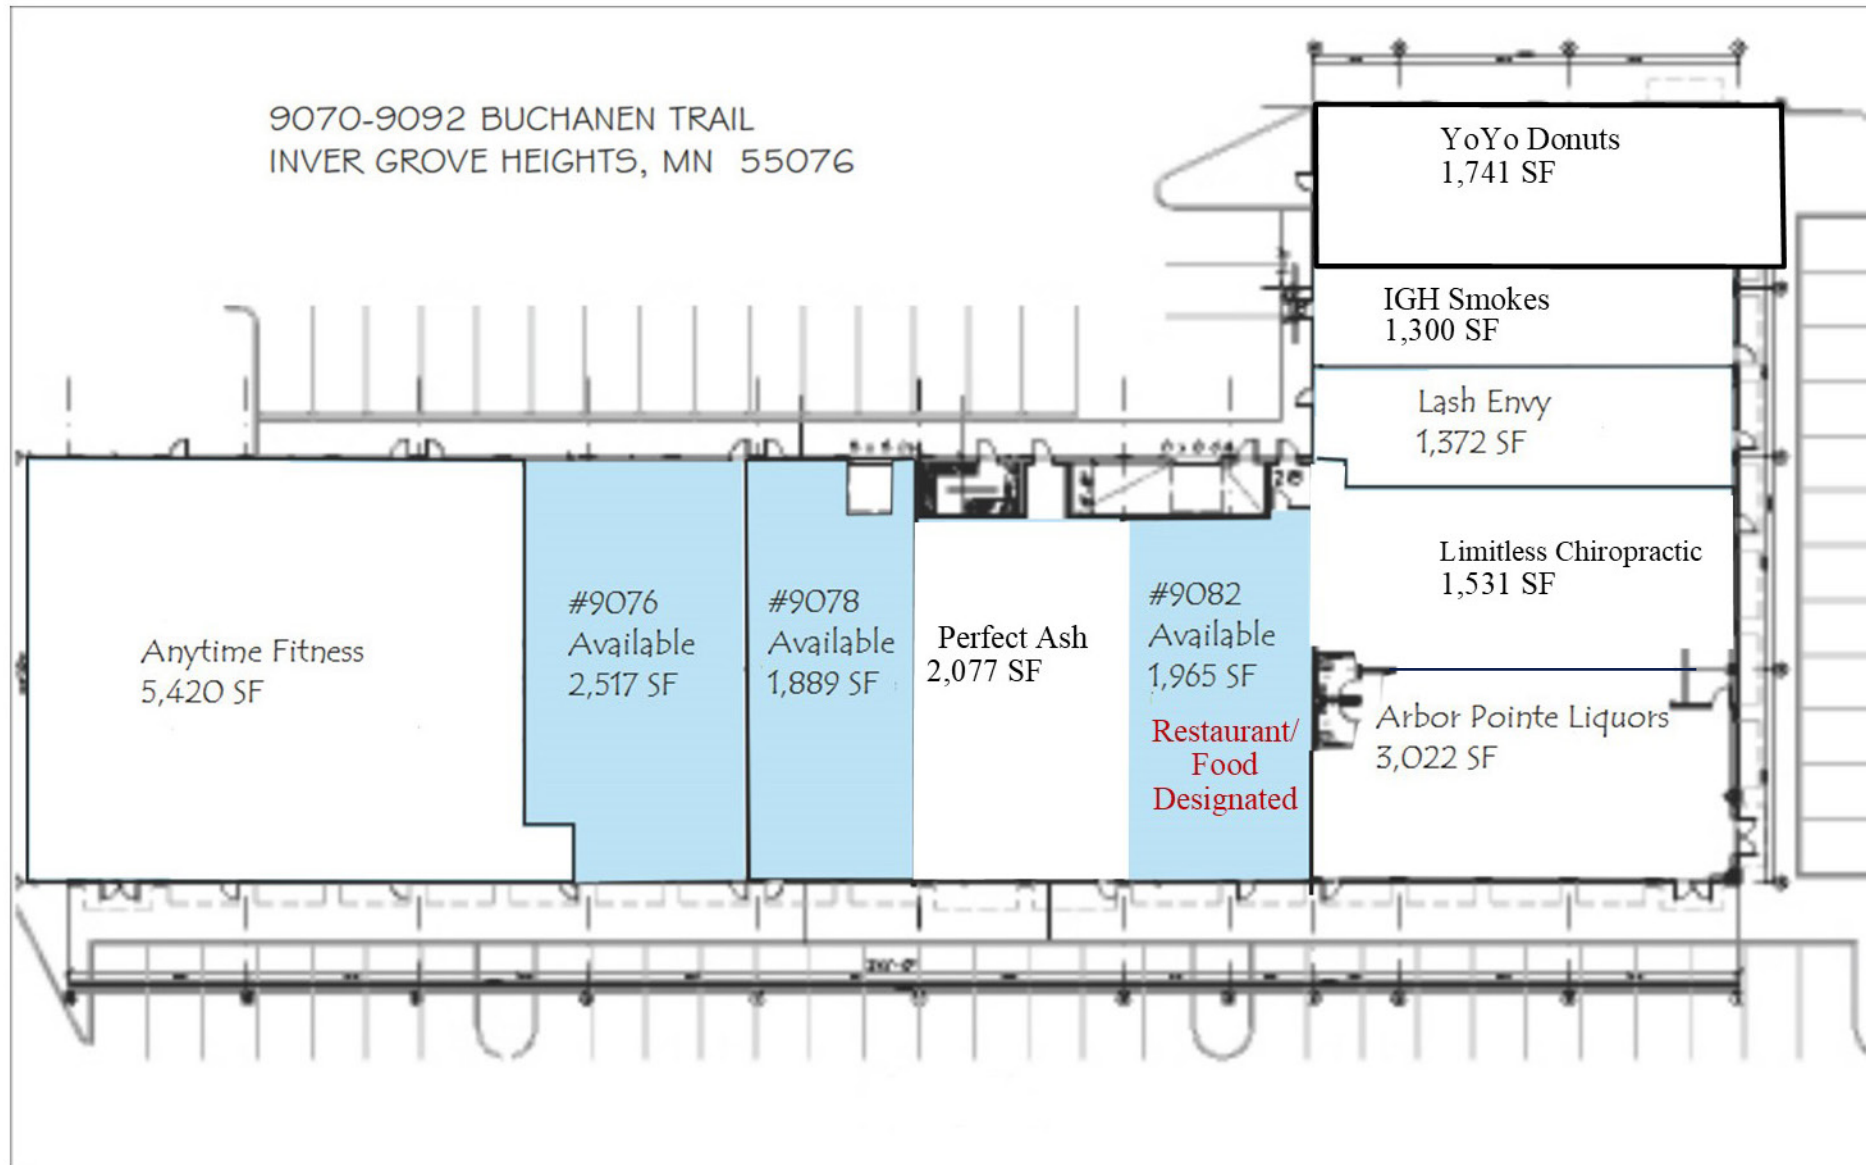 9070-9092 BUCHANEN TRAIL
INVER GROVE HEIGHTS, MN 55076
YoYo Donuts
1,741 SF
IGH Smokes
1,300 SF
Lash Envy
1,372 SF
Limitless Chiropractic
1,531 SF
Arbor Pointe Liquors
3,022 SF
Anytime Fitness
5,420 SF
#9076
Available
2,517 SF
#9078
Available
1,889 SF
Perfect Ash
2,077 SF
#9082
Available
1,965 SF
Restaurant/
Food
Designated